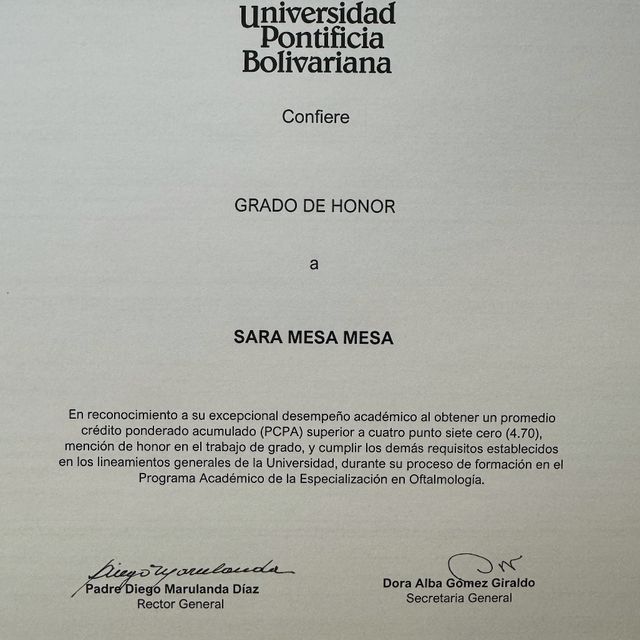 Universidad
Pontificia
Bolivariana
Confiere
GRADO DE HONOR
a
SARA MESA MESA
En reconocimiento a su excepcional desempeño académico al obtener un promedio
crédito ponderado acumulado (PCPA) superior a cuatro punto siete cero (4.70),
mención de honor en el trabajo de grado, y cumplir los demás requisitos establecidos
en los lineamientos generales de la Universidad, durante su proceso de formación en el
Programa Académico de la Especialización en Oftalmología.
Diego Marulanda
Padre Diego Marulanda Díaz
Rector General
Dora Alba Gómez Giraldo
Secretaria General